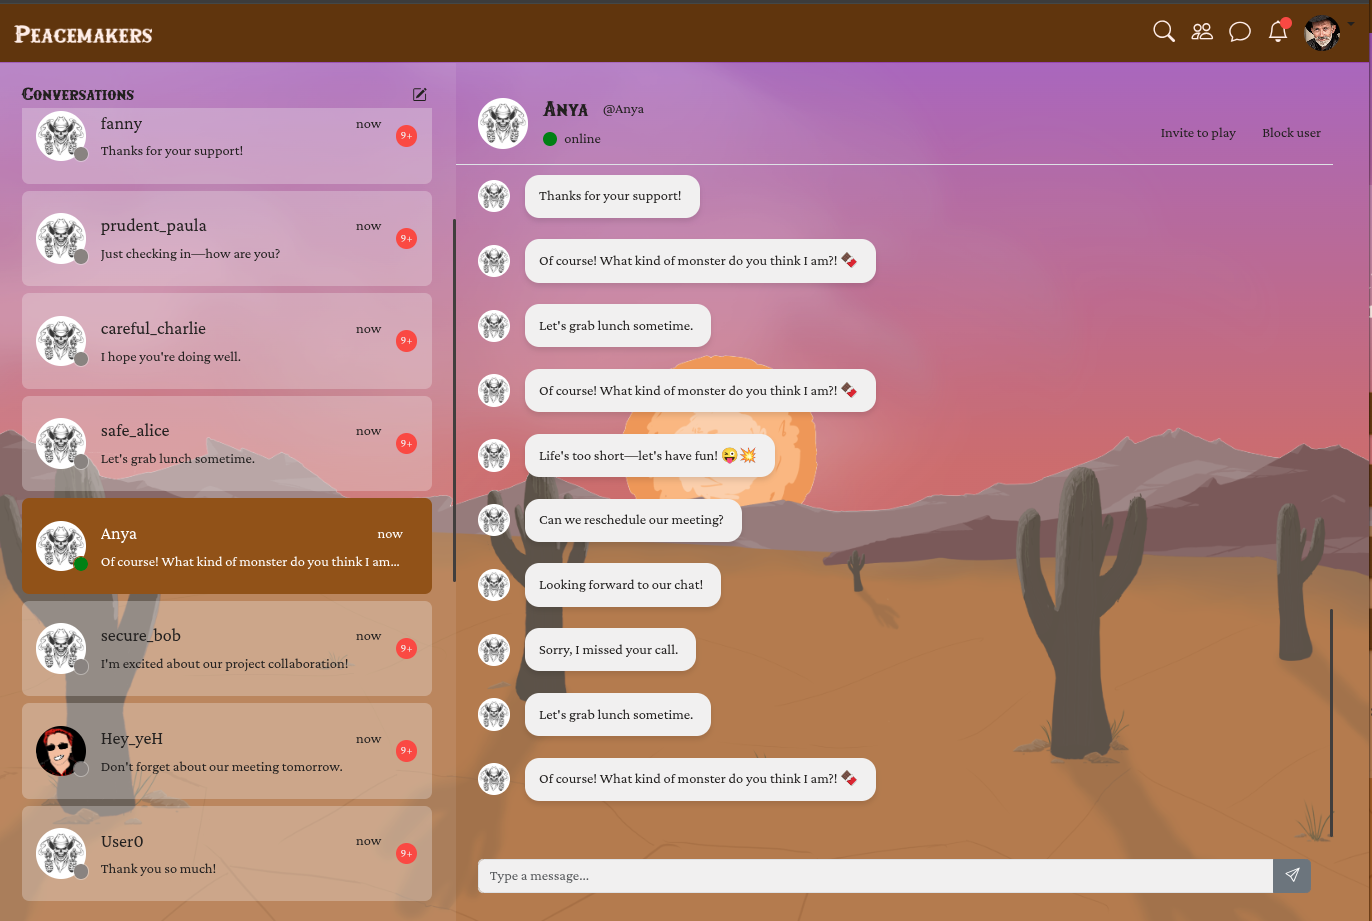 Peacemakers
Conversations
fanny
now
9+
Thanks for your support!
prudent_paula
now
9+
Just checking in—how are you?
careful_charlie
now
9+
I hope you're doing well.
safe_alice
now
9+
Let's grab lunch sometime.
Anya
now
Of course! What kind of monster do you think I am...
secure_bob
now
9+
I'm excited about our project collaboration!
Hey_yeH
now
9+
Don't forget about our meeting tomorrow.
User0
now
9+
Thank you so much!
Anya @Anya
online
Invite to play Block user
Thanks for your support!
Of course! What kind of monster do you think I am?! 🍫
Let's grab lunch sometime.
Of course! What kind of monster do you think I am?! 🍫
Life's too short—let's have fun! 😜💥
Can we reschedule our meeting?
Looking forward to our chat!
Sorry, I missed your call.
Let's grab lunch sometime.
Of course! What kind of monster do you think I am?! 🍫
Type a message...